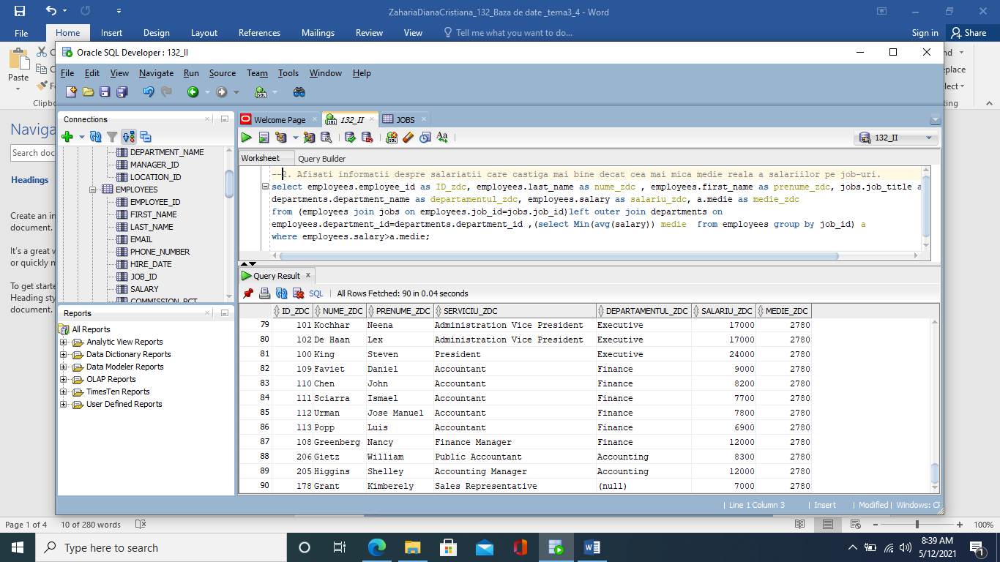 ZahariaDianaCristiana_132_Baza de date _tema3_4 - Word
File Home Insert Design Layout References Mailings Review View Tell me what you want to do... Sign in Share
Paste
Clipb
Naviga
Search doc
Headings
Create an in
document.
It's a great w
or quickly m
To get starte
Heading sty
document.
nd
place
lect
ting
Oracle SQL Developer : 132_II
File Edit View Navigate Run Source Team Tools Window Help
Connections
DEPARTMENT_NAME
MANAGER_ID
LOCATION_ID
EMPLOYEES
EMPLOYEE_ID
FIRST_NAME
LAST_NAME
EMAIL
PHONE_NUMBER
HIRE_DATE
JOB_ID
SALARY
COMMISSION_PCT
Reports
All Reports
Analytic View Reports
Data Dictionary Reports
Data Modeler Reports
OLAP Reports
TimesTen Reports
User Defined Reports
Welcome Page 132_II JOBS
132_II
Worksheet Query Builder
--2. Afisati informatii despre salariatii care castiga mai bine decat cea mai mica medie reala a salariilor pe job-uri.
select employees.employee_id as ID_zdc, employees.last_name as nume_zdc , employees.first_name as prenume_zdc, jobs.job_title a
departments.department_name as departamentul_zdc, employees.salary as salariu_zdc, a.medie as medie_zdc
from (employees join jobs on employees.job_id=jobs.job_id)left outer join departments on
employees.department_id=departments.department_id ,(select Min(avg(salary)) medie  from employees group by job_id) a
where employees.salary>a.medie;
Query Result x
SQL | All Rows Fetched: 90 in 0.04 seconds
ID_ZDC NUME_ZDC PRENUME_ZDC SERVICIU_ZDC DEPARTAMENTUL_ZDC SALARIU_ZDC MEDIE_ZDC
79 101 Kochhar Neena Administration Vice President Executive 17000 2780
80 102 De Haan Lex Administration Vice President Executive 17000 2780
81 100 King Steven President Executive 24000 2780
82 109 Faviet Daniel Accountant Finance 9000 2780
83 110 Chen John Accountant Finance 8200 2780
84 111 Sciarra Ismael Accountant Finance 7700 2780
85 112 Urman Jose Manuel Accountant Finance 7800 2780
86 113 Popp Luis Accountant Finance 6900 2780
87 108 Greenberg Nancy Finance Manager Finance 12000 2780
88 206 Gietz William Public Accountant Accounting 8300 2780
89 205 Higgins Shelley Accounting Manager Accounting 12000 2780
90 178 Grant Kimberely Sales Representative (null) 7000 2780
| Line 1 Column 3 | Insert | Modified | Windows: CF
Page 1 of 4 10 of 280 words 100%
Type here to search
8:39 AM
5/12/2021
1